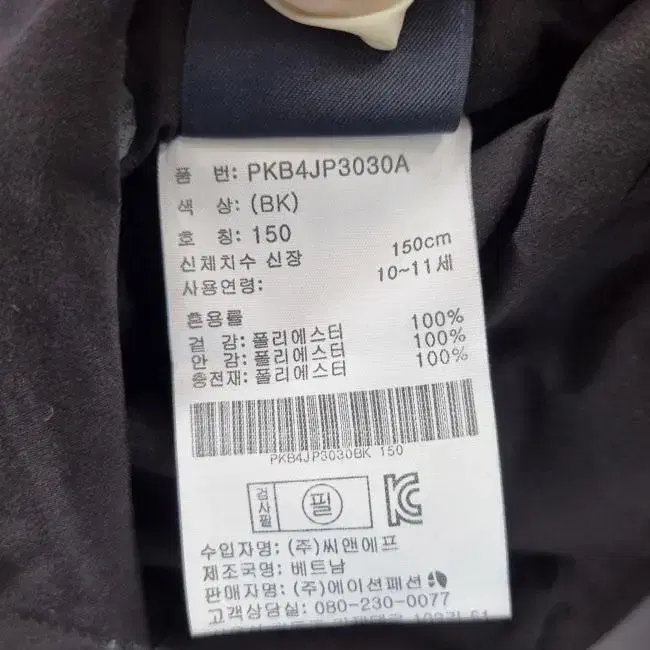 품 번: PKB4JP3030A
색 상: (BK)
호 칭: 150
신체치수 신장 150cm
사용연령: 10~11세
혼용률
겉 감: 폴리에스터 100%
안 감: 폴리에스터 100%
충전재: 폴리에스터 100%
PKB4JP3030BK 150
검사필 필
수입자명: (주)씨앤에프
제조국명: 베트남
판매자명: (주)에이션패션
고객상담실: 080-230-0077